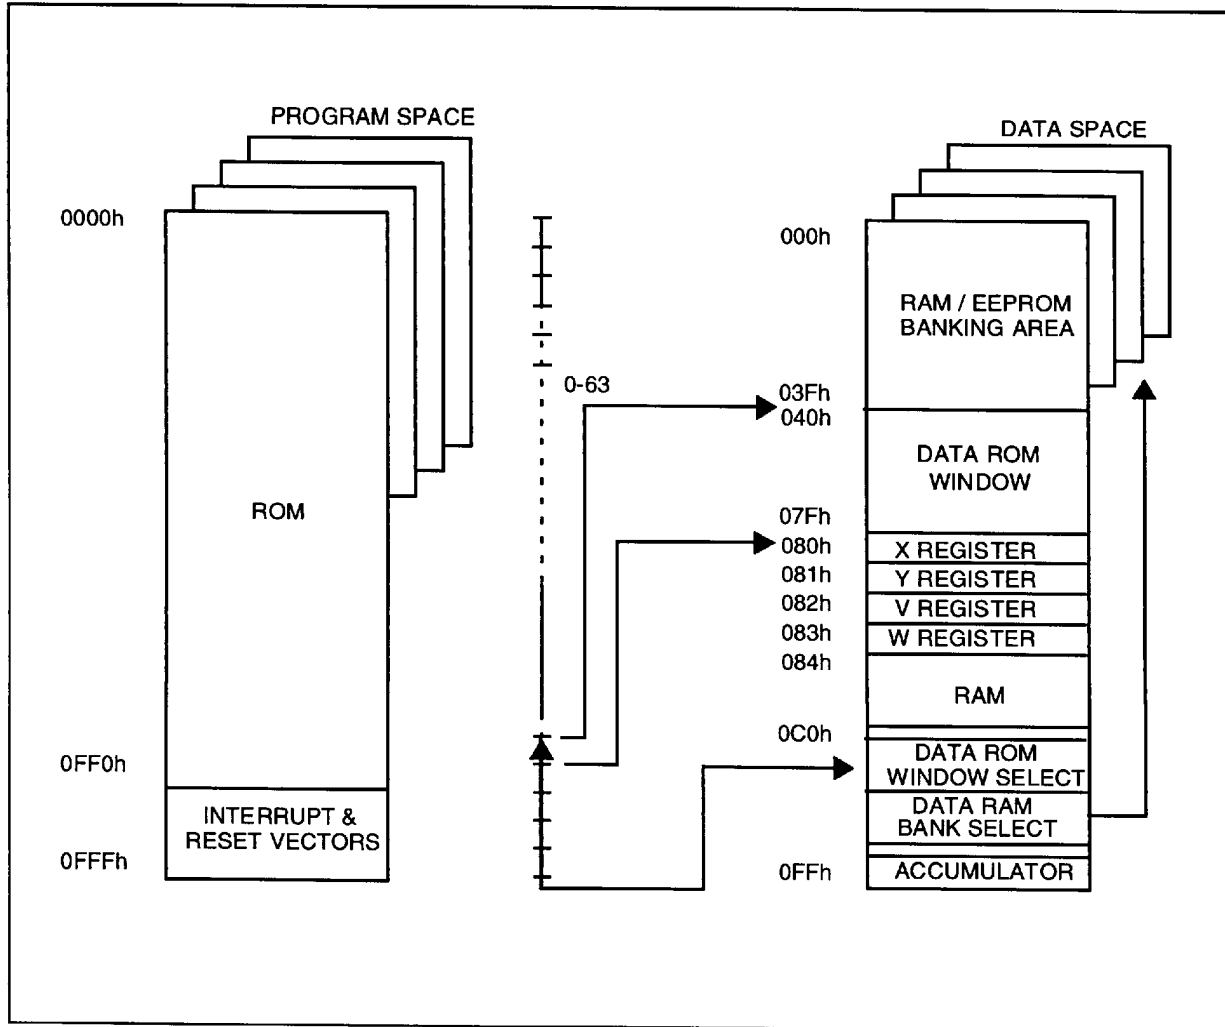 PROGRAM SPACE
0000h
ROM
0FF0h
INTERRUPT &
RESET VECTORS
0FFFh
0-63
DATA SPACE
000h
RAM / EEPROM
BANKING AREA
03Fh
040h
DATA ROM
WINDOW
07Fh
080h
X REGISTER
081h
Y REGISTER
082h
V REGISTER
083h
W REGISTER
084h
RAM
0C0h
DATA ROM
WINDOW SELECT
DATA RAM
BANK SELECT
0FFh
ACCUMULATOR